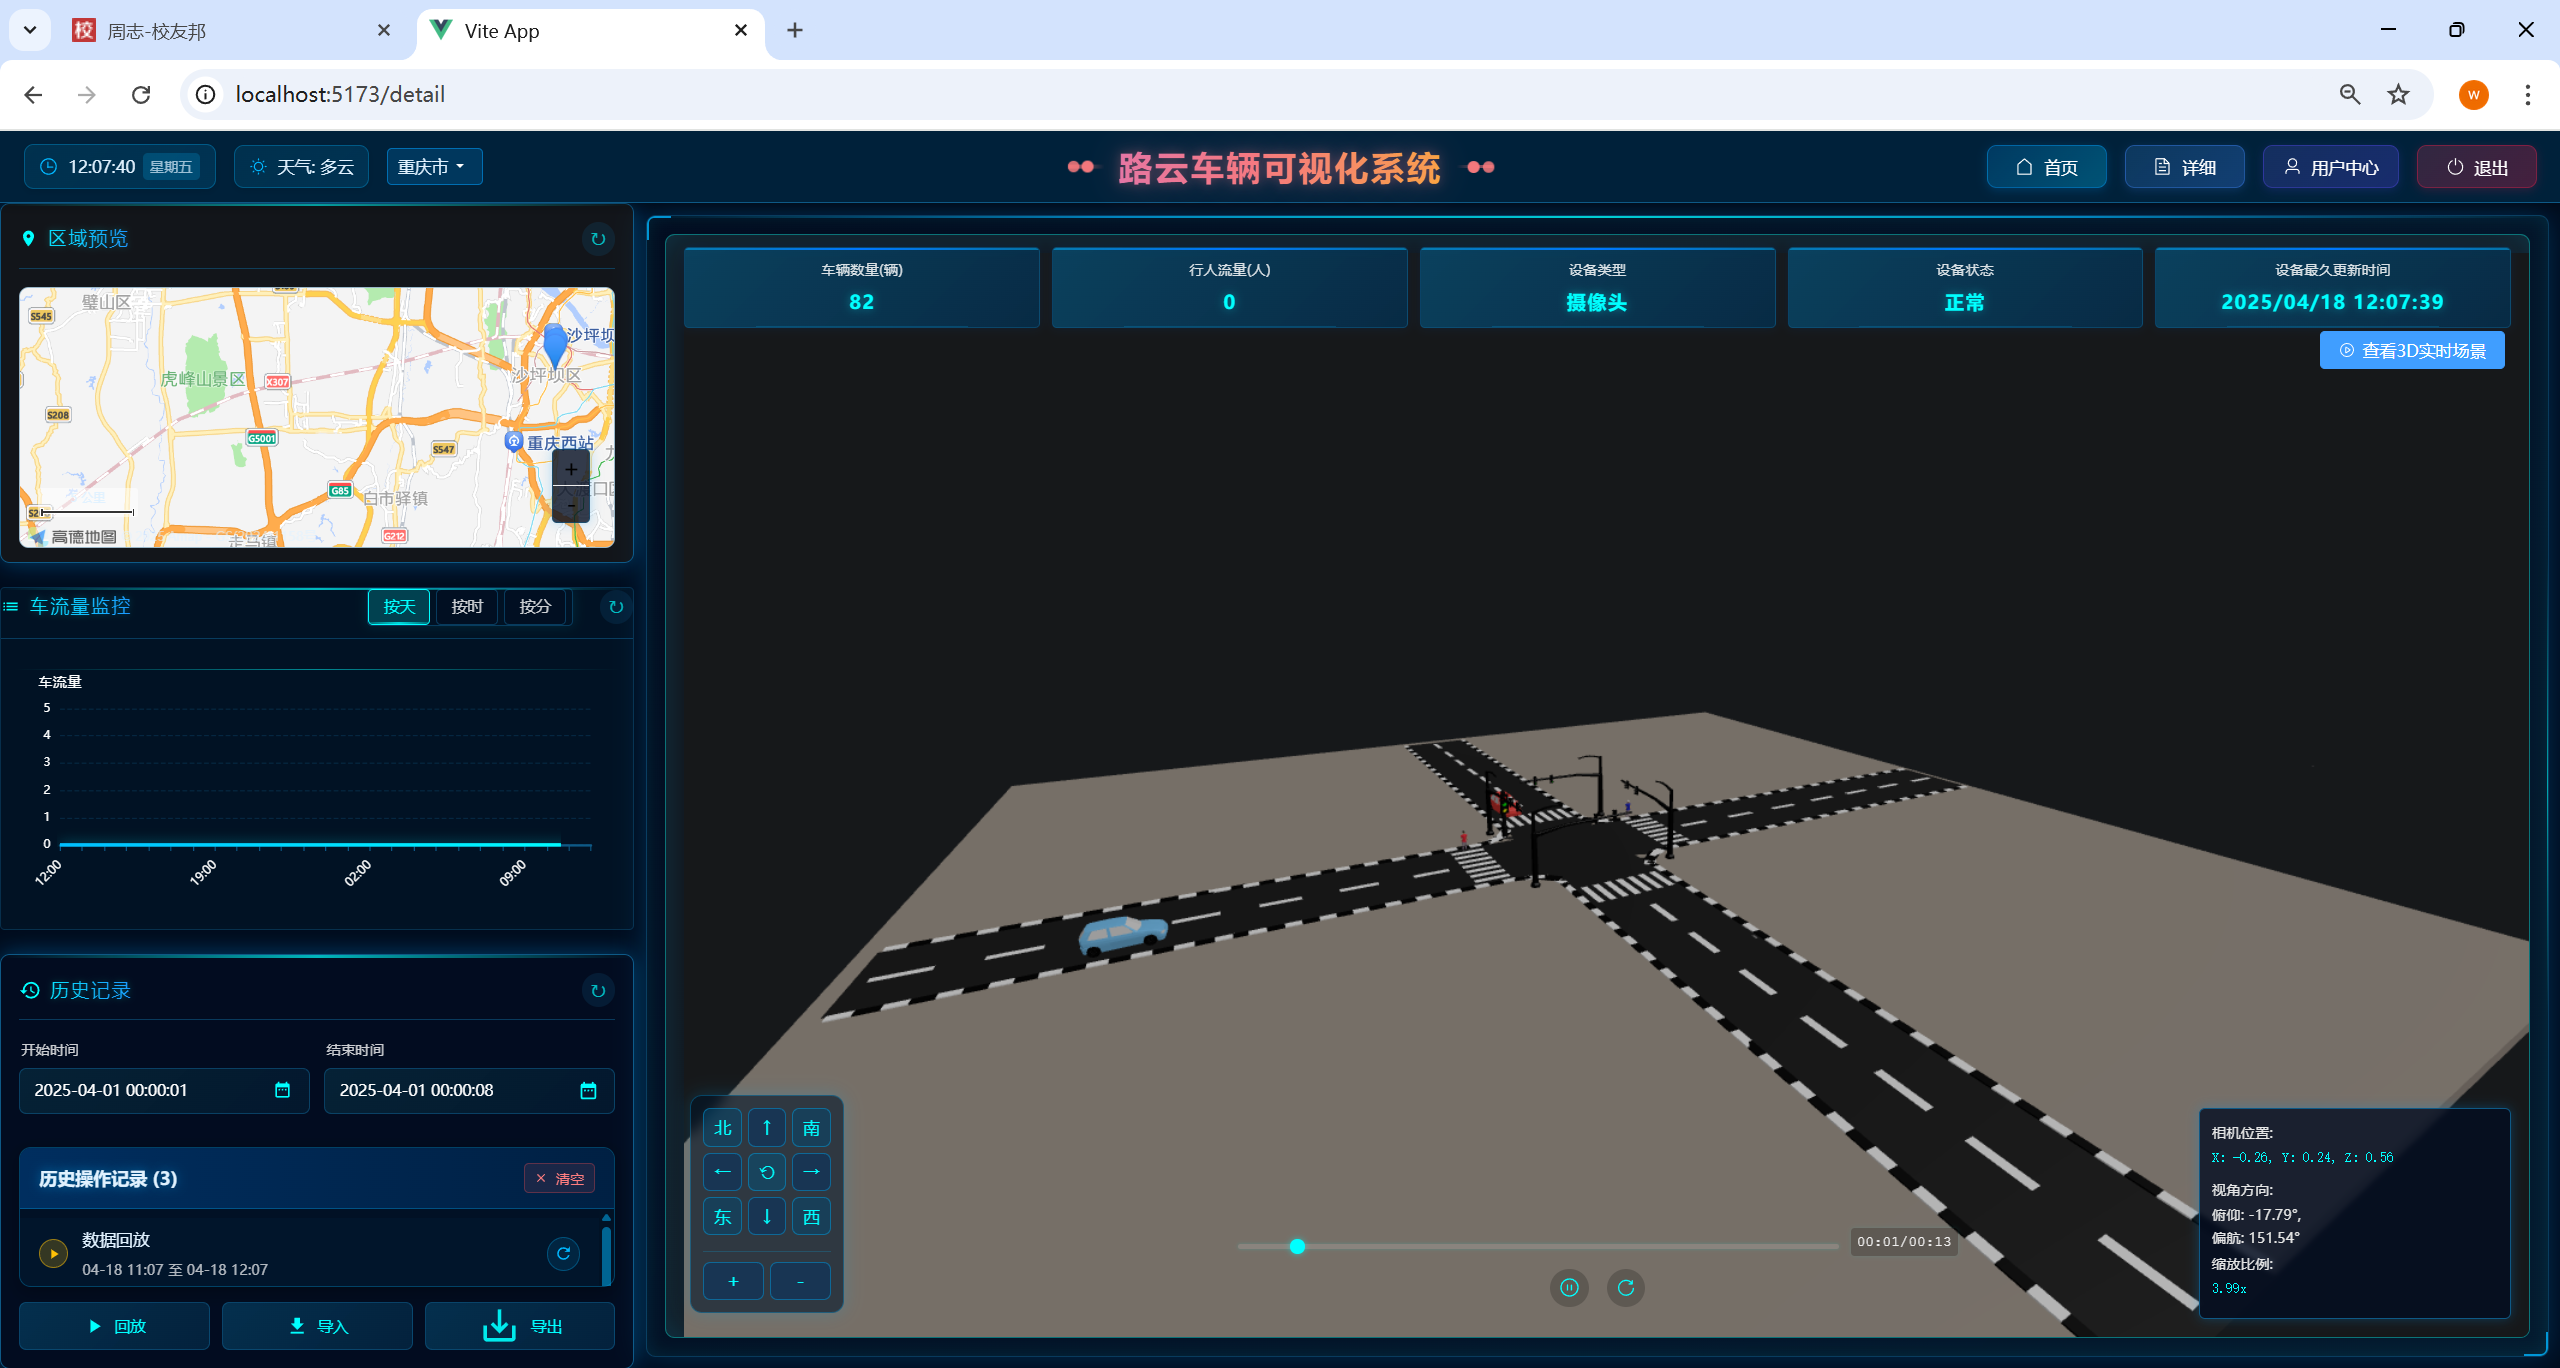 周志-校友邦
Vite App
localhost:5173/detail
W
12:07:40 星期五
天气: 多云
重庆市
路云车辆可视化系统
首页
详细
用户中心
退出
区域预览
璧山区
S545
虎峰山景区
X307
沙坪坝
沙坪坝区
S208
G5001
S547
重庆西站
G85
白市驿镇
G212
走马镇
高德地图
+
-
车流量监控
按天
按时
按分
车流量
5
4
3
2
1
0
12:00
19:00
02:00
09:00
历史记录
开始时间
结束时间
2025-04-01 00:00:01
2025-04-01 00:00:08
历史操作记录 (3)
× 清空
数据回放
04-18 11:07 至 04-18 12:07
回放
导入
导出
车辆数量(辆)
82
行人流量(人)
0
设备类型
摄像头
设备状态
正常
设备最久更新时间
2025/04/18 12:07:39
查看3D实时场景
北 ↑ 南
← →
东 ↓ 西
+ -
00:01/00:13
相机位置:
X: -0.26, Y: 0.24, Z: 0.56
视角方向:
俯仰: -17.79°,
偏航: 151.54°
缩放比例:
3.99x